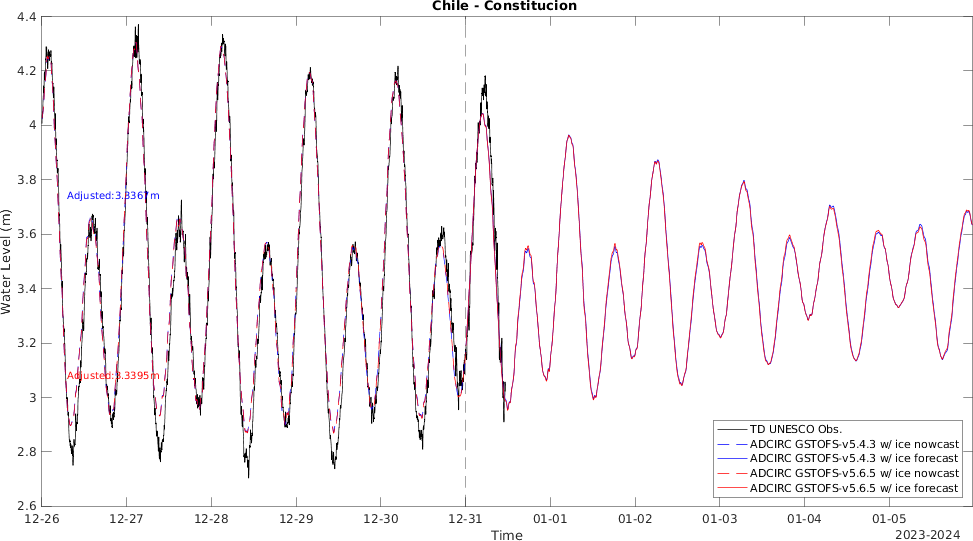 Chile - Constitucion
4.4
4.2
4
3.8
3.6
3.4
3.2
3
2.8
2.6
Water Level (m)
Adjusted:3.3367m
Adjusted:3.3395m
TD UNESCO Obs.
ADCIRC GSTOFS-v5.4.3 w/ ice nowcast
ADCIRC GSTOFS-v5.4.3 w/ ice forecast
ADCIRC GSTOFS-v5.6.5 w/ ice nowcast
ADCIRC GSTOFS-v5.6.5 w/ ice forecast
12-26 12-27 12-28 12-29 12-30 12-31 01-01 01-02 01-03 01-04 01-05
Time
2023-2024